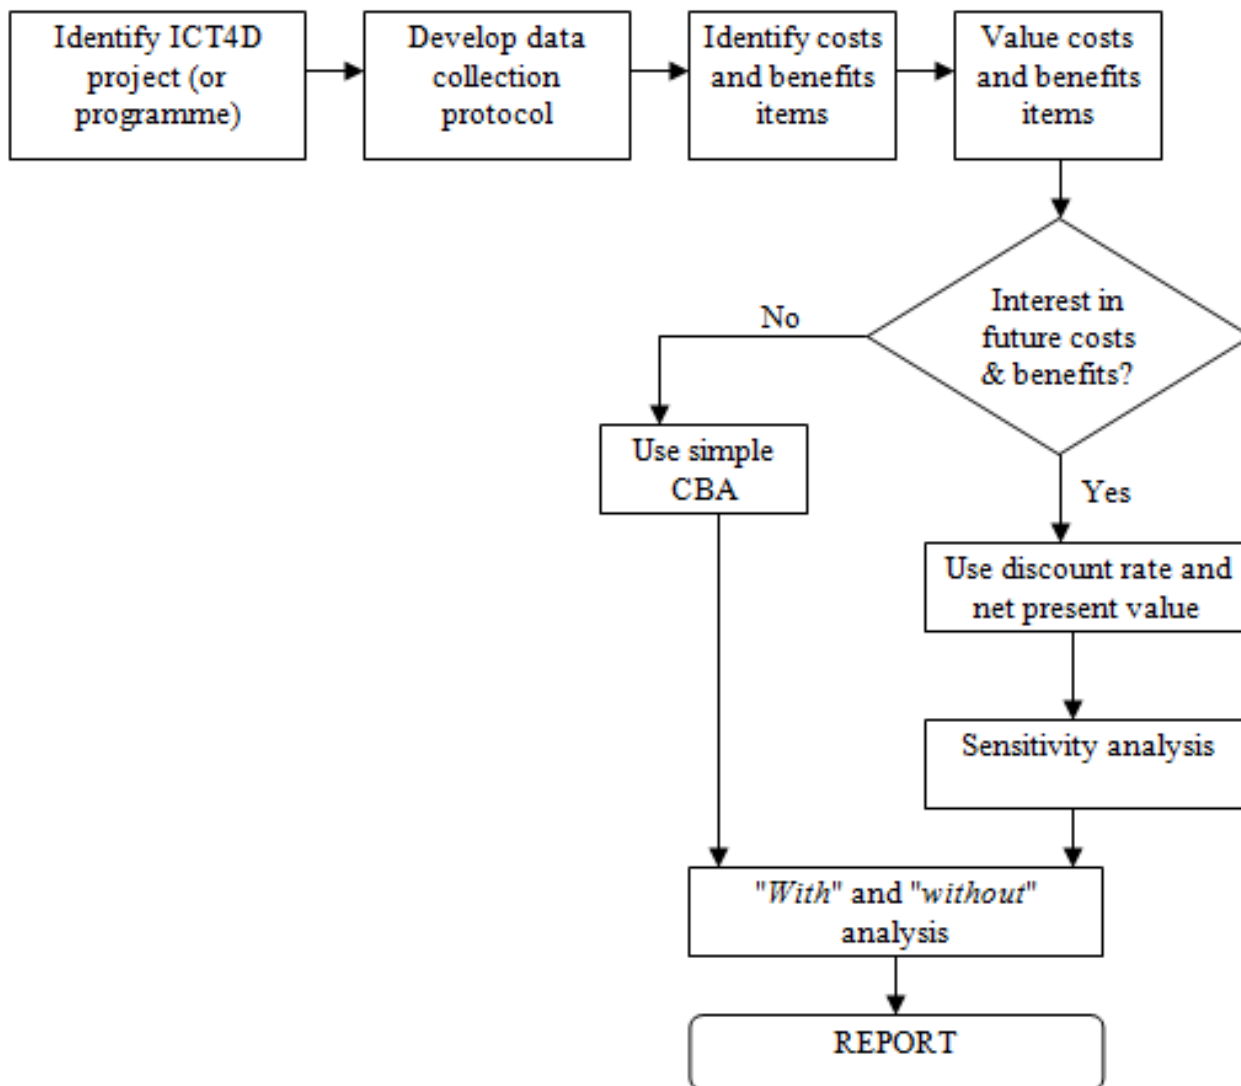 Identify ICT4D
project (or
programme)
Develop data
collection
protocol
Identify costs
and benefits
items
Value costs
and benefits
items
Interest in
future costs
& benefits?
No
Use simple
CBA
Yes
Use discount rate and
net present value
Sensitivity analysis
"With" and "without"
analysis
REPORT